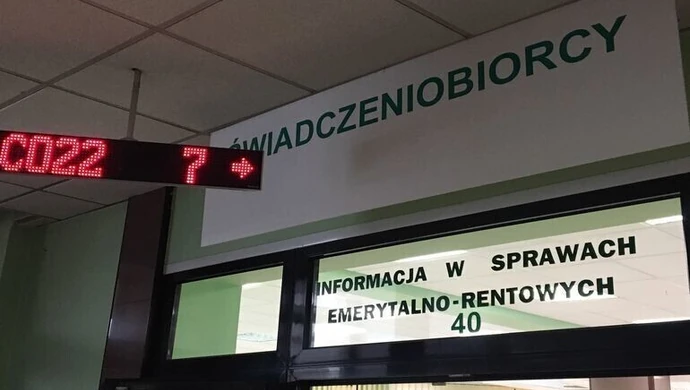 ŚWIADCZENIOBIORCY
C022 7 →
INFORMACJA W SPRAWACH
EMERYTALNO-RENTOWYCH
40